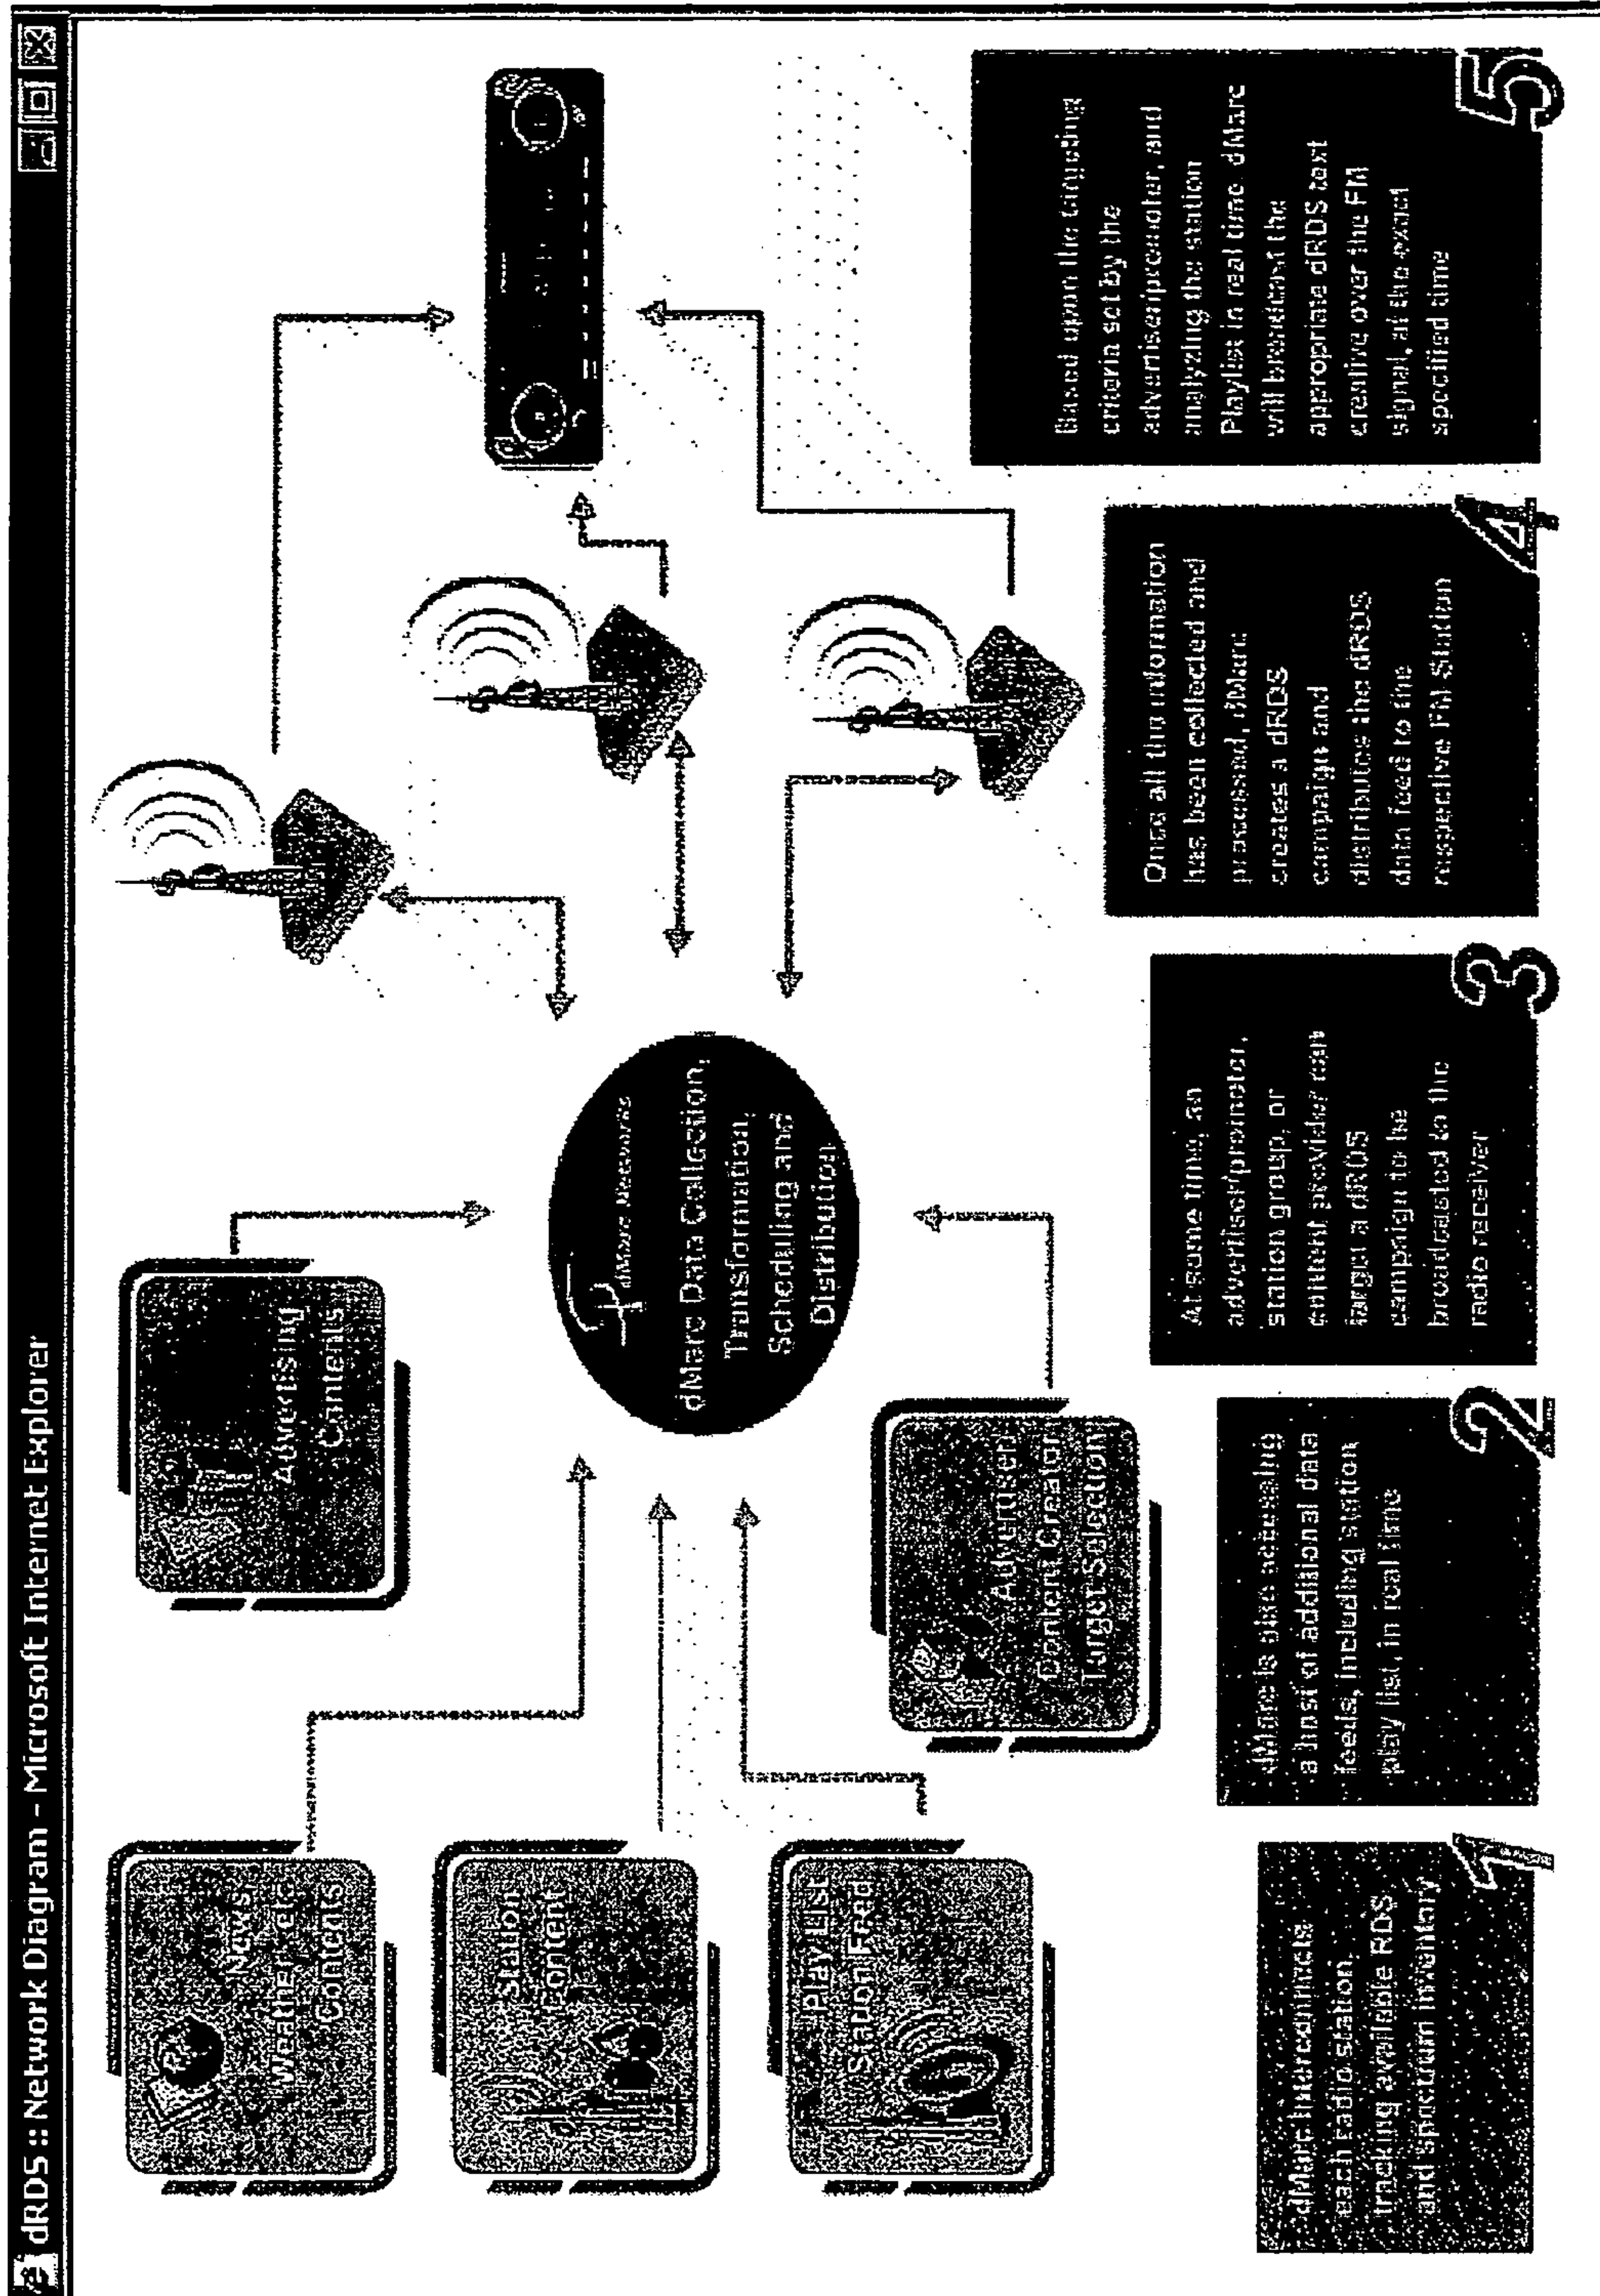 dRDS :: Network Diagram - Microsoft Internet Explorer
News
Weather, etc
Contents
Station
Content
Play List
Station Feed
Advertising
Contents
Advertiser
Content Creator
Target Selection
dMarc Networks
dMarc Data Collection,
Transformation,
Scheduling and
Distribution
dMarc interconnects
each radio station
tracking available RDS
and spectrum inventory
1
dMarc is also accessing
a host of additional data
feeds, including station
play list, in real time
2
At same time, an
advertiser/promoter,
station group, or
content provider can
target a dRDS
campaign to be
broadcasted to the
radio receiver
3
Once all the information
has been collected and
processed, dMarc
creates a dRDS
campaign and
distributes the dRDS
data feed to the
respective FM Station
4
Based upon the targeting
criteria set by the
advertiser/promoter, and
analyzing the station
Playlist in real time, dMarc
will broadcast the
appropriate dRDS text
creative over the FM
signal, at the exact
specified time
5